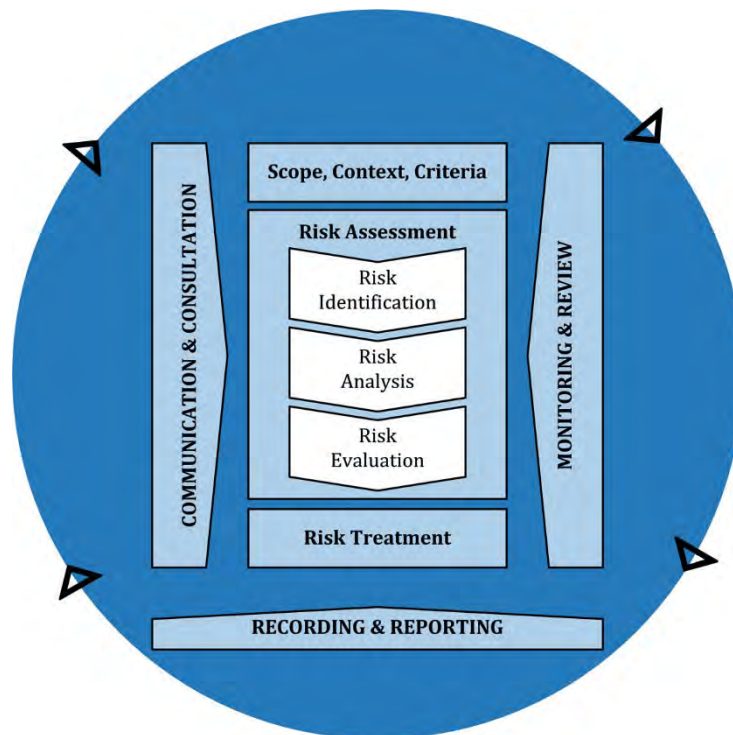 Scope, Context, Criteria
Risk Assessment
Risk
Identification
Risk
Analysis
Risk
Evaluation
Risk Treatment
COMMUNICATION & CONSULTATION
MONITORING & REVIEW
RECORDING & REPORTING